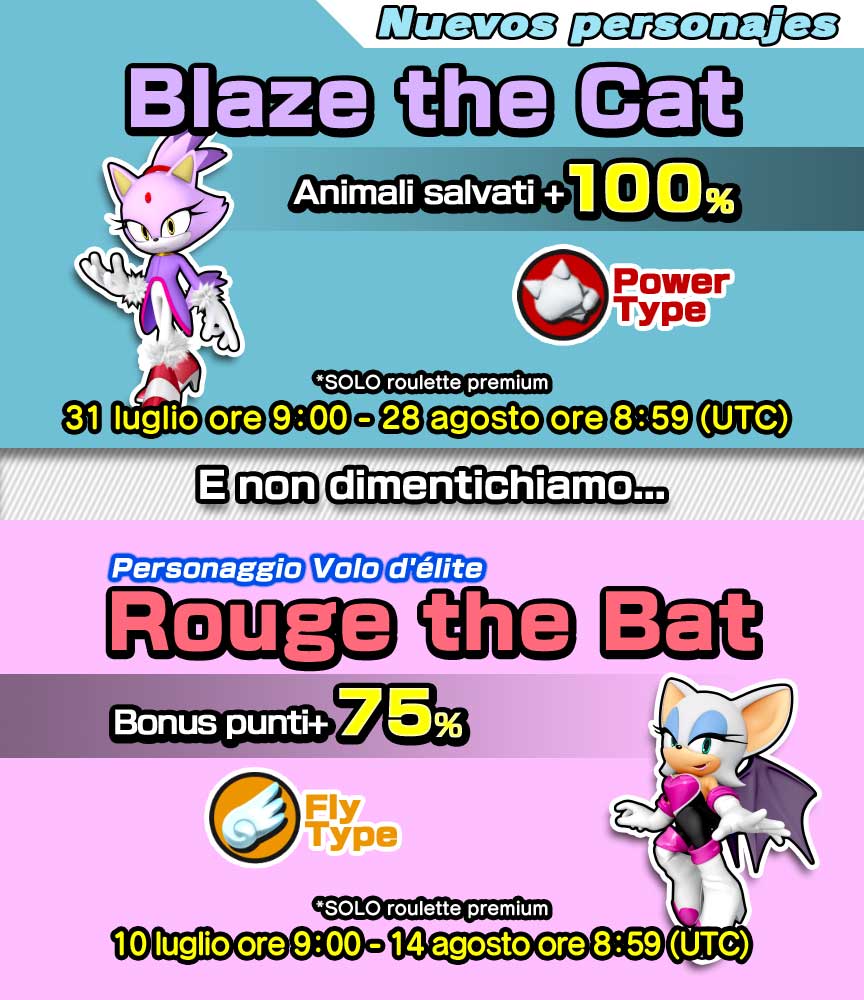 Nuevos personajes
Blaze the Cat
Animali salvati +100%
Power
Type
*SOLO roulette premium
31 luglio ore 9:00 - 28 agosto ore 8:59 (UTC)
E non dimentichiamo...
Personaggio Volo d'élite
Rouge the Bat
Bonus punti+ 75%
Fly
Type
*SOLO roulette premium
10 luglio ore 9:00 - 14 agosto ore 8:59 (UTC)